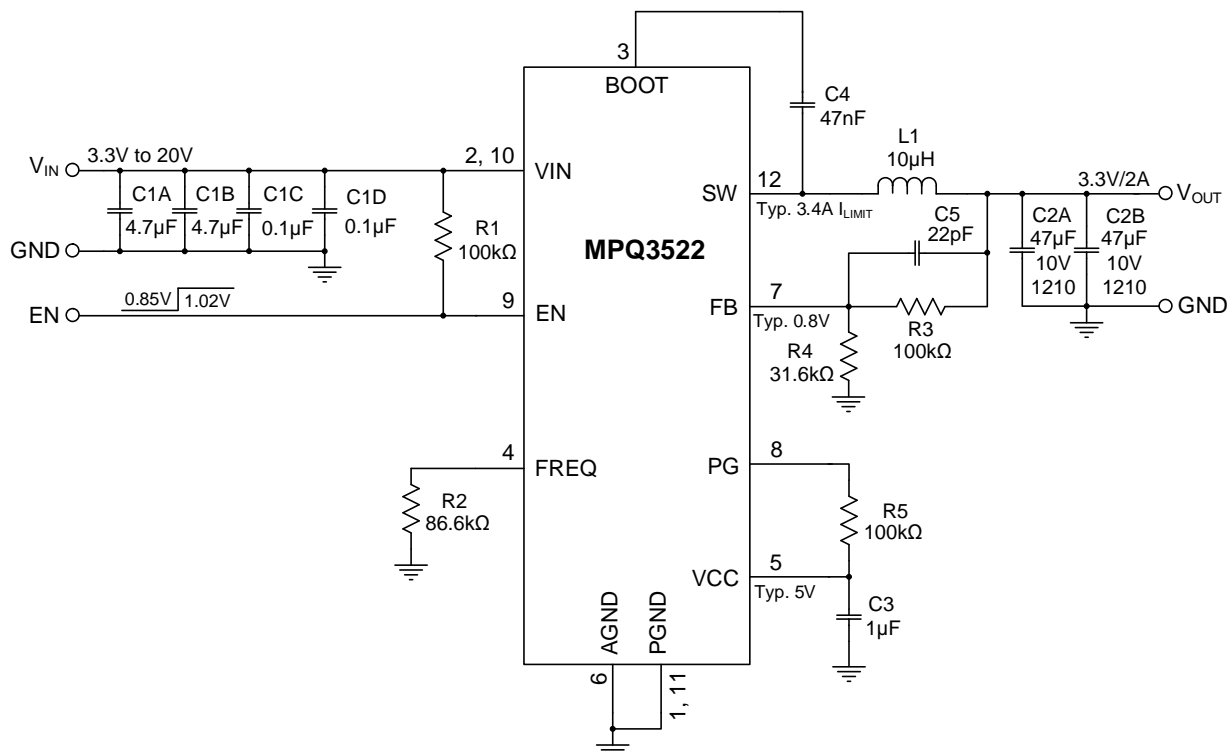 3
BOOT
C4
47nF
V_IN 3.3V to 20V
2, 10
VIN
C1A
4.7µF
C1B
4.7µF
C1C
0.1µF
C1D
0.1µF
GND
R1
100kΩ
L1
10µH
SW
12
Typ. 3.4A I_LIMIT
3.3V/2A
V_OUT
C5
22pF
C2A
47µF
10V
1210
C2B
47µF
10V
1210
GND
MPQ3522
EN
0.85V
1.02V
9
EN
FB
7
Typ. 0.8V
R3
100kΩ
R4
31.6kΩ
4
FREQ
R2
86.6kΩ
PG
8
R5
100kΩ
VCC
5
Typ. 5V
C3
1µF
AGND
PGND
6
1, 11